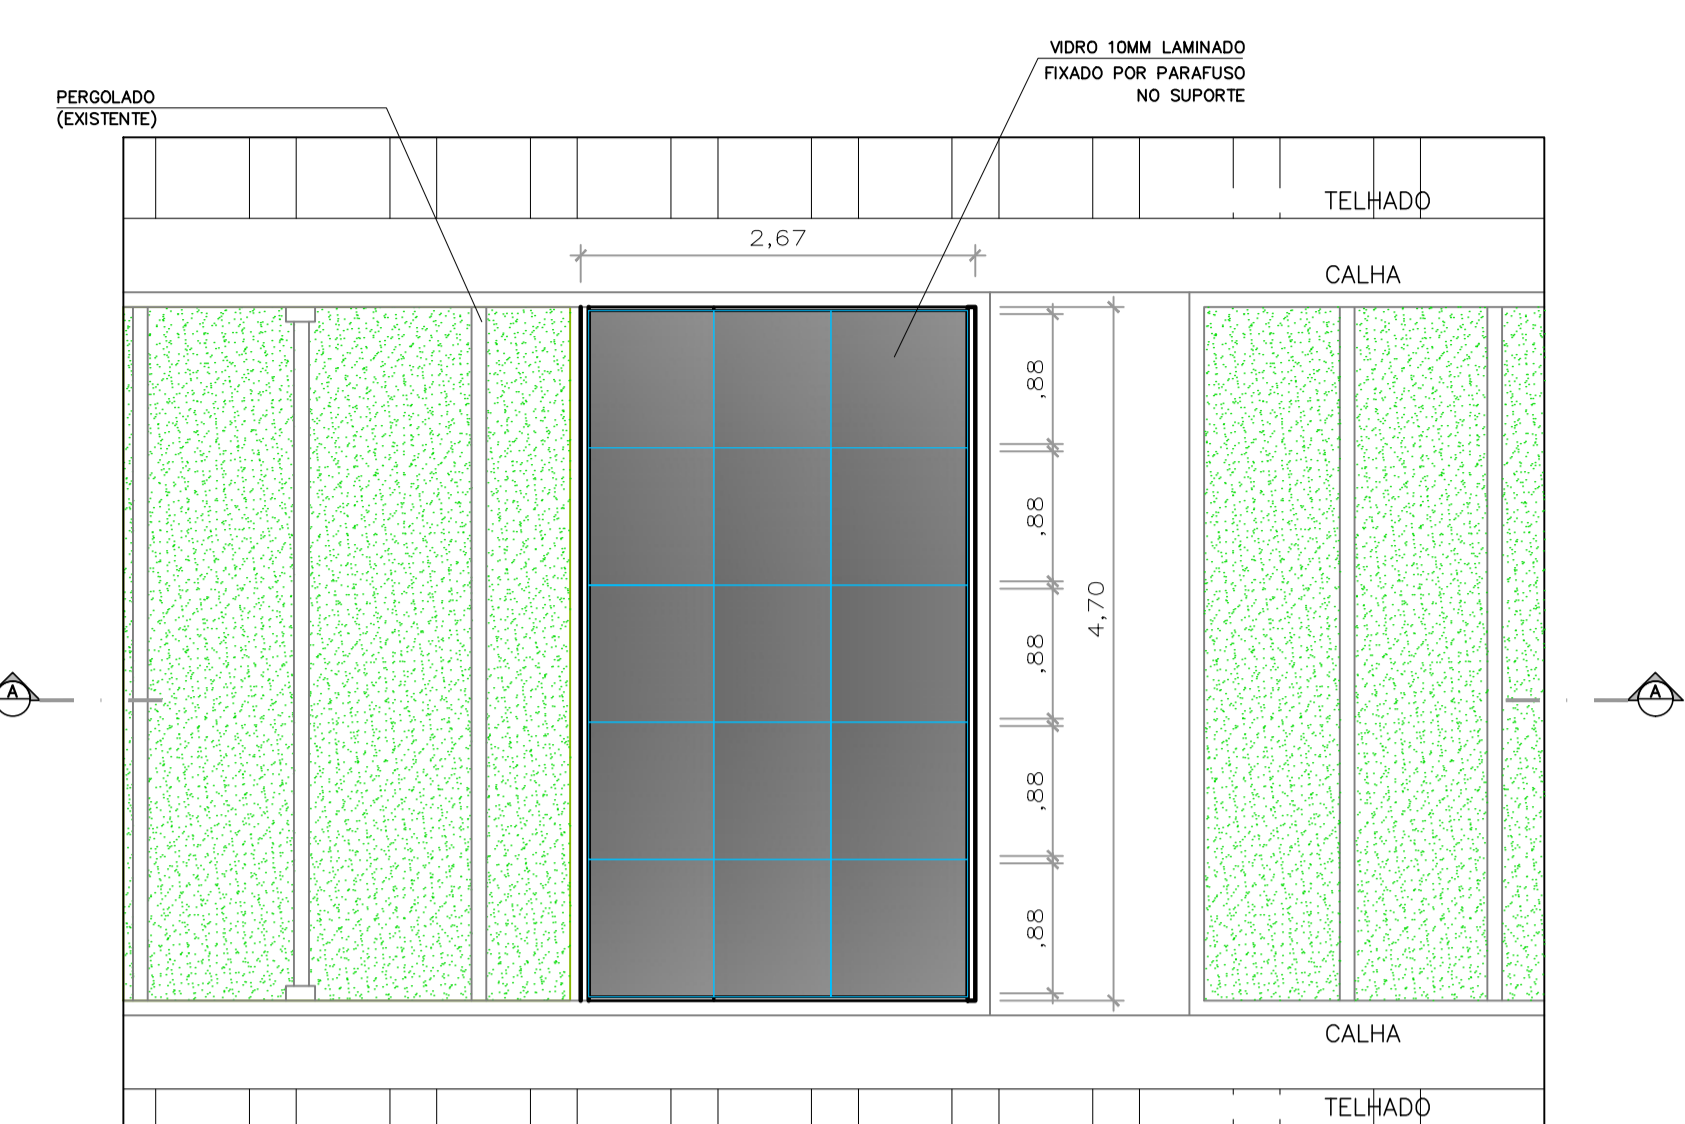 VIDRO 10MM LAMINADO
FIXADO POR PARAFUSO
NO SUPORTE
PERGOLADO
(EXISTENTE)
TELHADO
2,67
CALHA
,88
,88
4,70
,88
A
A
,88
,88
CALHA
TELHADO